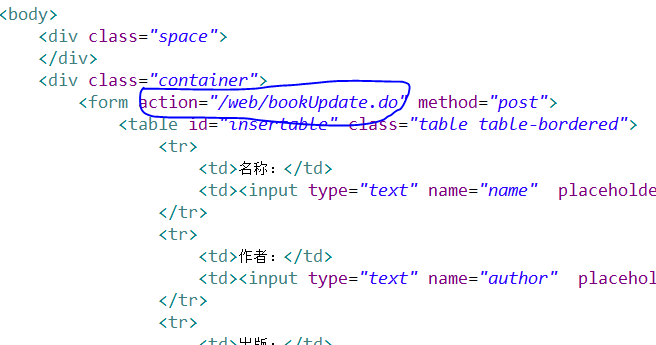 <body>
<div class="space">
</div>
<div class="container">
<form action="/web/bookUpdate.do" method="post">
<table id="insertable" class="table table-bordered">
<tr>
<td>名称：</td>
<td><input type="text" name="name" placeholde
</tr>
<tr>
<td>作者：</td>
<td><input type="text" name="author" placehol
</tr>
<tr>
<td>出版：</td>